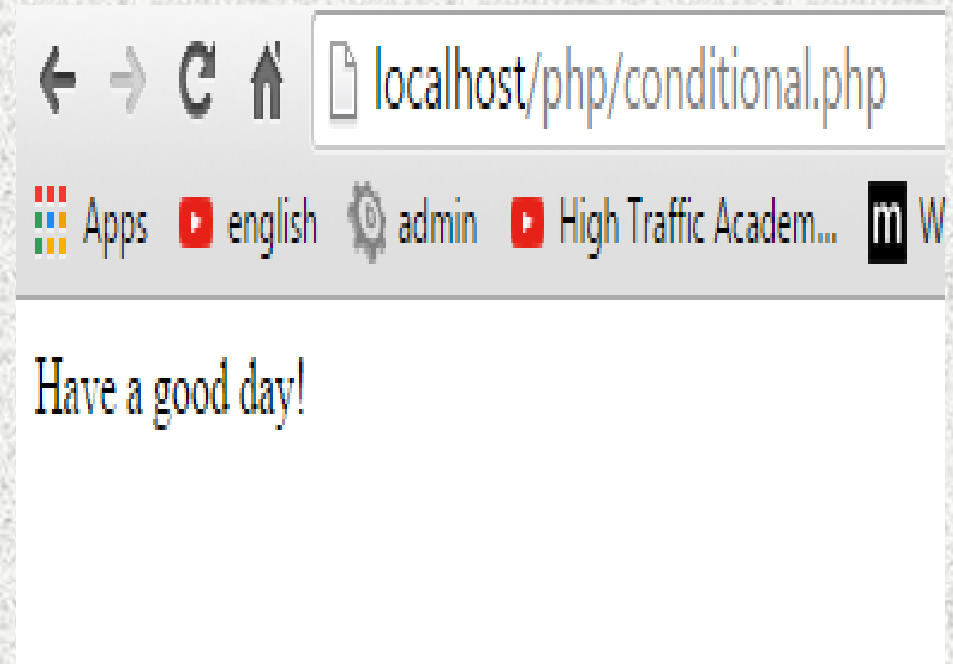 localhost/php/conditional.php
Apps english admin High Traffic Academ... m W
Have a good day!